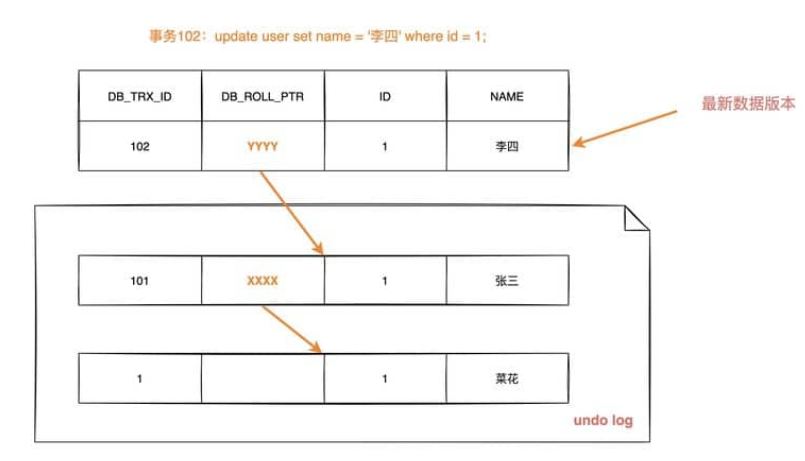 事务102：update user set name = '李四' where id = 1;
DB_TRX_ID DB_ROLL_PTR ID NAME
最新数据版本
102 YYYY 1 李四
101 XXXX 1 张三
1 1 菜花
undo log